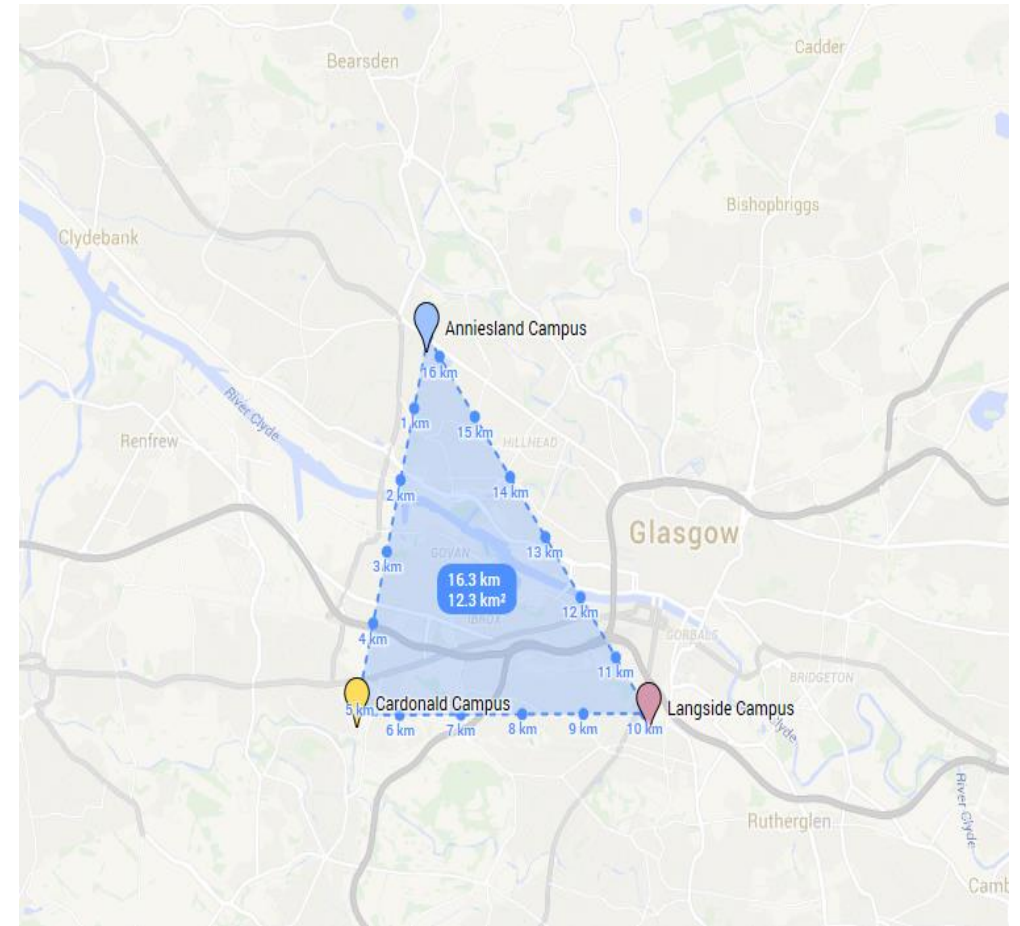 Cadder
Bearsden
Bishopbriggs
Clydebank
Anniesland Campus
16 km
River Clyde
1 km
15 km
Renfrew
HILLHEAD
2 km
14 km
Glasgow
13 km
GOVAN
3 km
16.3 km
12.3 km²
12 km
IBROX
4 km
GORBALS
11 km
BRIDGETON
Cardonald Campus
Langside Campus
5 km
6 km
7 km
8 km
9 km
10 km
Clyde
River Clyde
Rutherglen
Camb